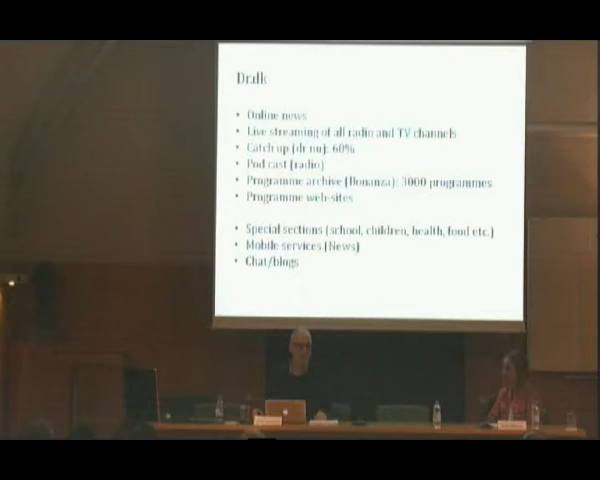 Dr.dk
• Online news
• Live streaming of all radio and TV channels
• Catch up (dr nu): 60%
• Pod cast (radio)
• Programme archive (Bonanza): 3000 programmes
• Programme web-sites
• Special sections (school, children, health, food etc.)
• Mobile services (News)
• Chat/blogs